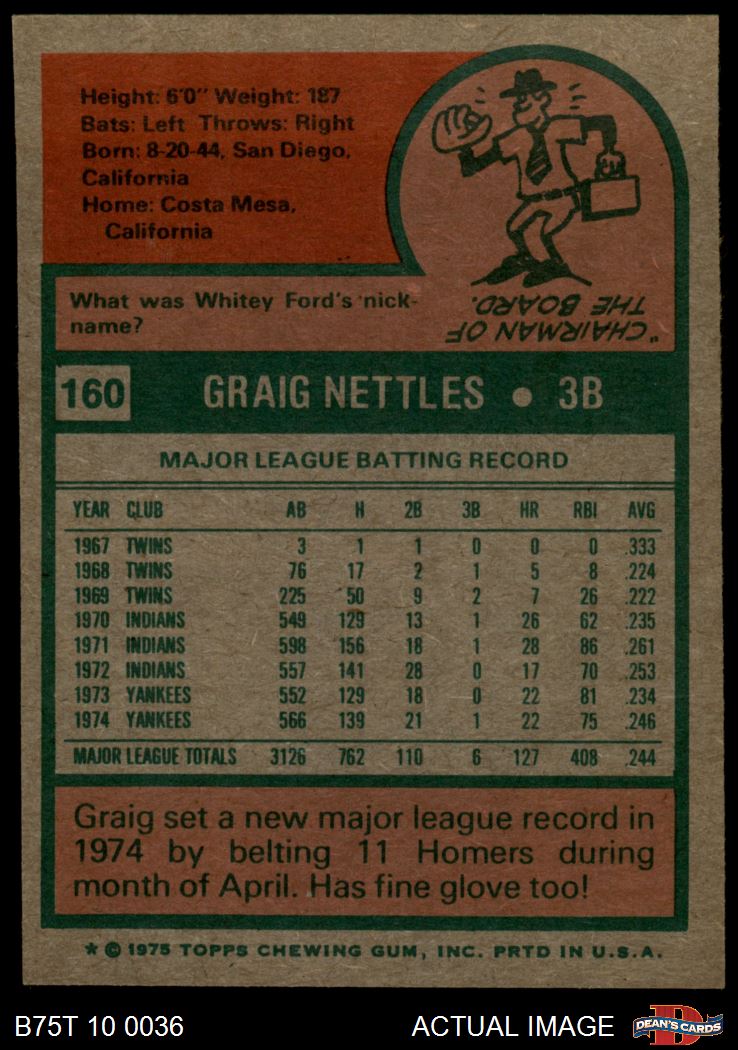 Height: 6'0" Weight: 187
Bats: Left Throws: Right
Born: 8-20-44, San Diego,
California
Home: Costa Mesa,
California
What was Whitey Ford's nick-
name?
"CHAIRMAN OF
THE BOARD.
160 GRAIG NETTLES • 3B
MAJOR LEAGUE BATTING RECORD
YEAR CLUB AB H 2B 3B HR RBI AVG
1967 TWINS 3 1 1 0 0 0 .333
1968 TWINS 76 17 2 1 5 8 .224
1969 TWINS 225 50 9 2 7 26 .222
1970 INDIANS 549 129 13 1 26 62 .235
1971 INDIANS 598 156 18 1 28 86 .261
1972 INDIANS 557 141 28 0 17 70 .253
1973 YANKEES 552 129 18 0 22 81 .234
1974 YANKEES 566 139 21 1 22 75 .246
MAJOR LEAGUE TOTALS 3126 762 110 6 127 408 .244
Graig set a new major league record in
1974 by belting 11 Homers during
month of April. Has fine glove too!
* © 1975 TOPPS CHEWING GUM, INC. PRTD IN U.S.A.
B75T 10 0036 ACTUAL IMAGE DEAN'S CARDS